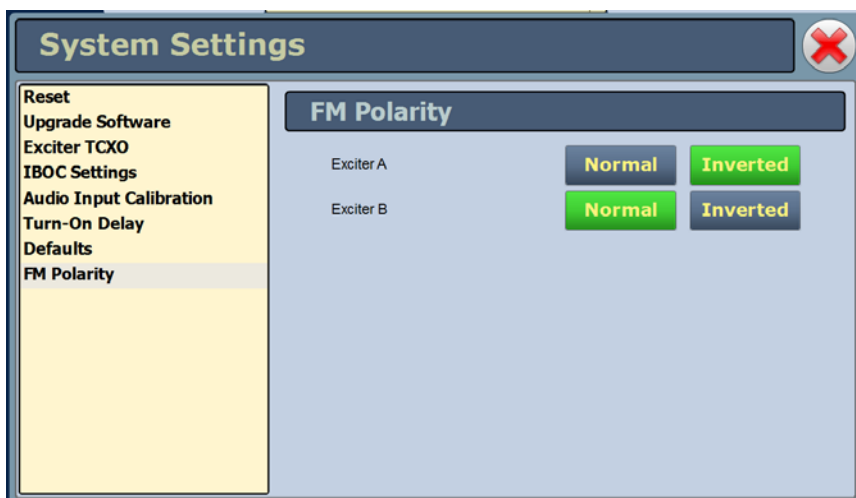 System Settings
Reset
Upgrade Software
Exciter TCXO
IBOC Settings
Audio Input Calibration
Turn-On Delay
Defaults
FM Polarity
FM Polarity
Exciter A Normal Inverted
Exciter B Normal Inverted